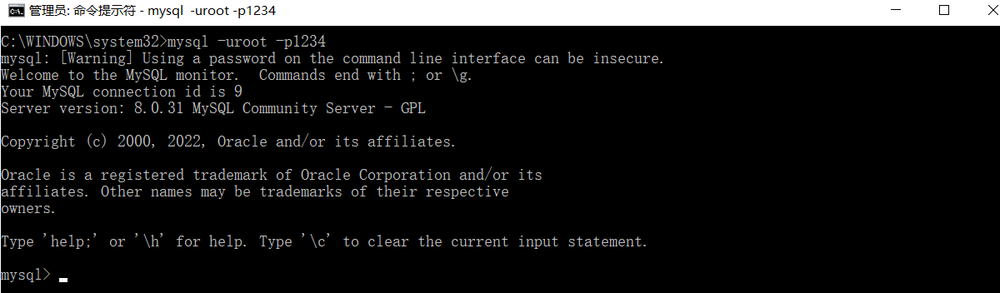 管理员: 命令提示符 - mysql  -uroot -p1234
C:\WINDOWS\system32>mysql -uroot -p1234
mysql: [Warning] Using a password on the command line interface can be insecure.
Welcome to the MySQL monitor.  Commands end with ; or \g.
Your MySQL connection id is 9
Server version: 8.0.31 MySQL Community Server - GPL
Copyright (c) 2000, 2022, Oracle and/or its affiliates.
Oracle is a registered trademark of Oracle Corporation and/or its
affiliates. Other names may be trademarks of their respective
owners.
Type 'help;' or '\h' for help. Type '\c' to clear the current input statement.
mysql>